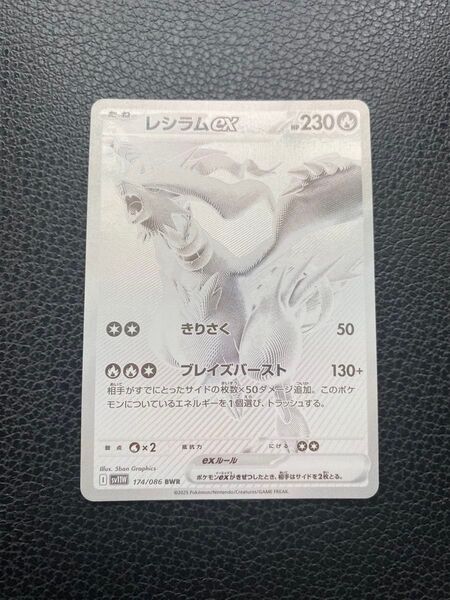 たね レシラムex HP230
きりさく 50
ブレイズバースト 130+
相手がすでにとったサイドの枚数×50ダメージ追加。このポケ
モンについているエネルギーを1個選び、トラッシュする。
弱点 ×2 抵抗力 にげる
Illus. 5ban Graphics
I sv11W 174/086 BWR
exルール
ポケモンexがきぜつしたとき、相手はサイドを2枚とる。
©2025 Pokémon/Nintendo/Creatures/GAME FREAK.